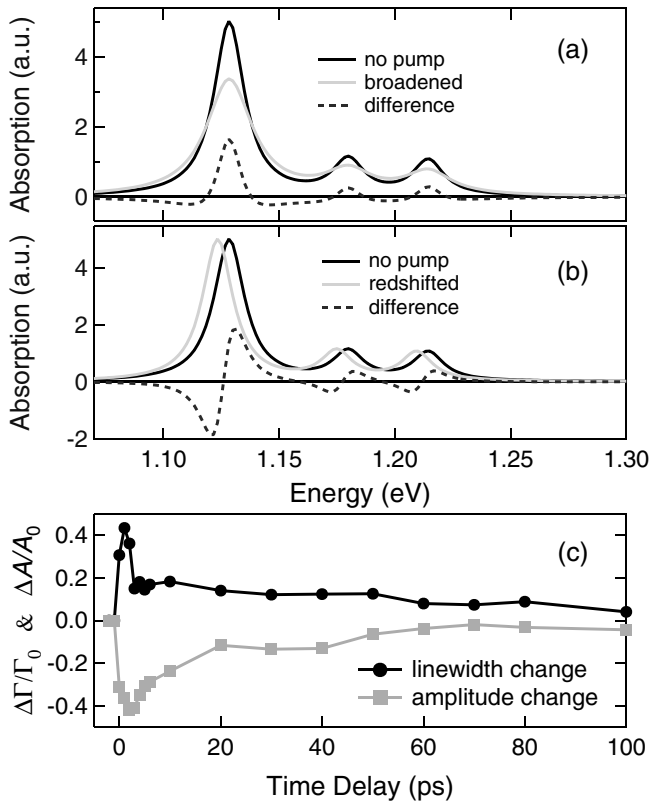 Absorption (a.u.)
4
2
0
(a)
no pump
broadened
difference
Absorption (a.u.)
4
2
0
-2
(b)
no pump
redshifted
difference
1.10 1.15 1.20 1.25 1.30
Energy (eV)
ΔΓ/Γ₀ & ΔA/A₀
0.4
0.2
0.0
-0.2
-0.4
(c)
linewidth change
amplitude change
0 20 40 60 80 100
Time Delay (ps)